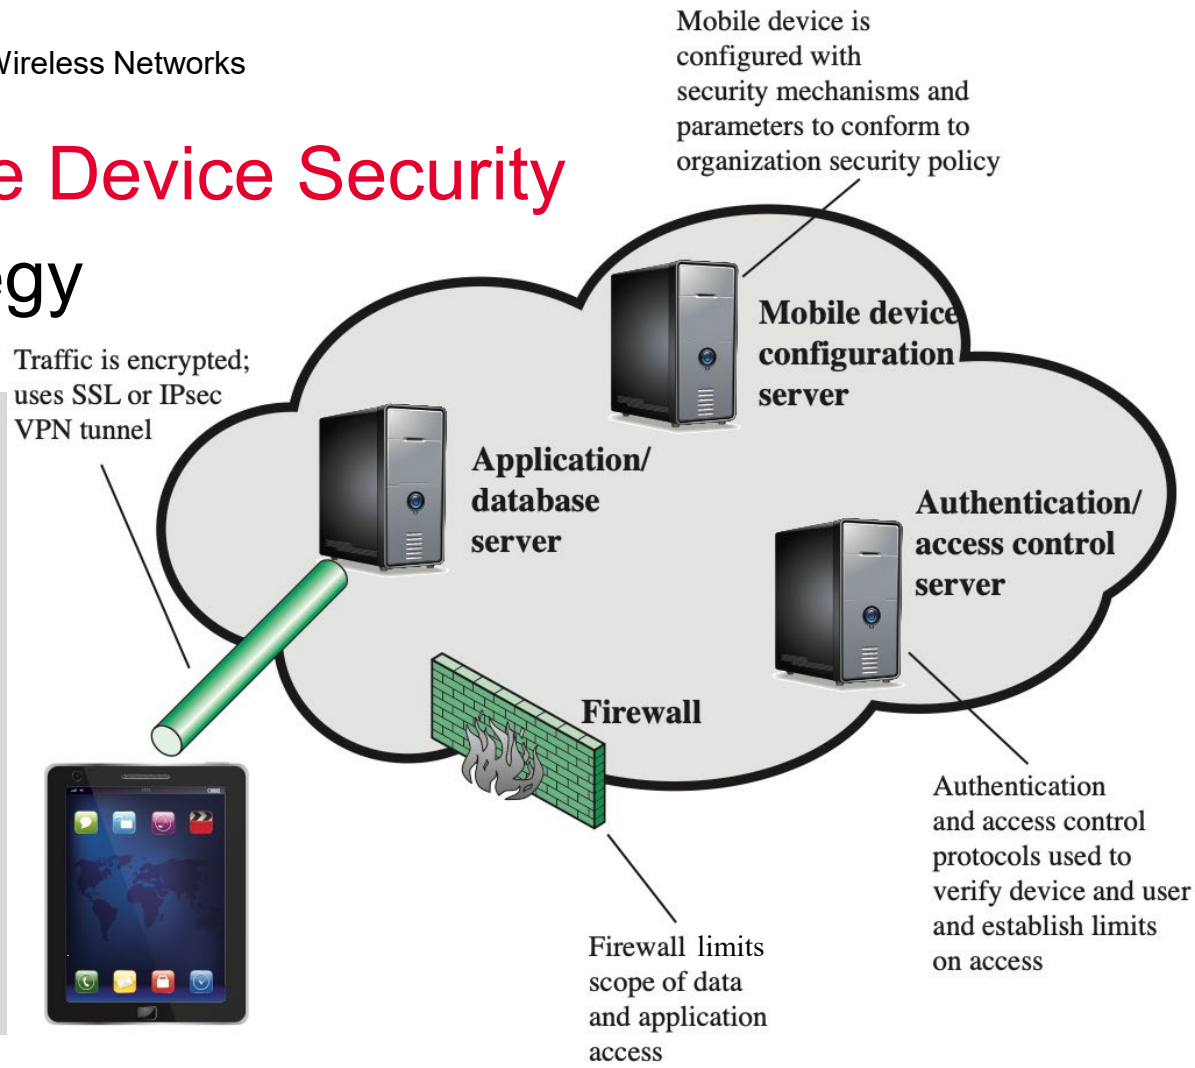 Wireless Networks
e Device Security
egy
Mobile device is
configured with
security mechanisms and
parameters to conform to
organization security policy
Traffic is encrypted;
uses SSL or IPsec
VPN tunnel
Mobile device
configuration
server
Application/
database
server
Authentication/
access control
server
Firewall
Authentication
and access control
protocols used to
verify device and user
and establish limits
on access
Firewall limits
scope of data
and application
access